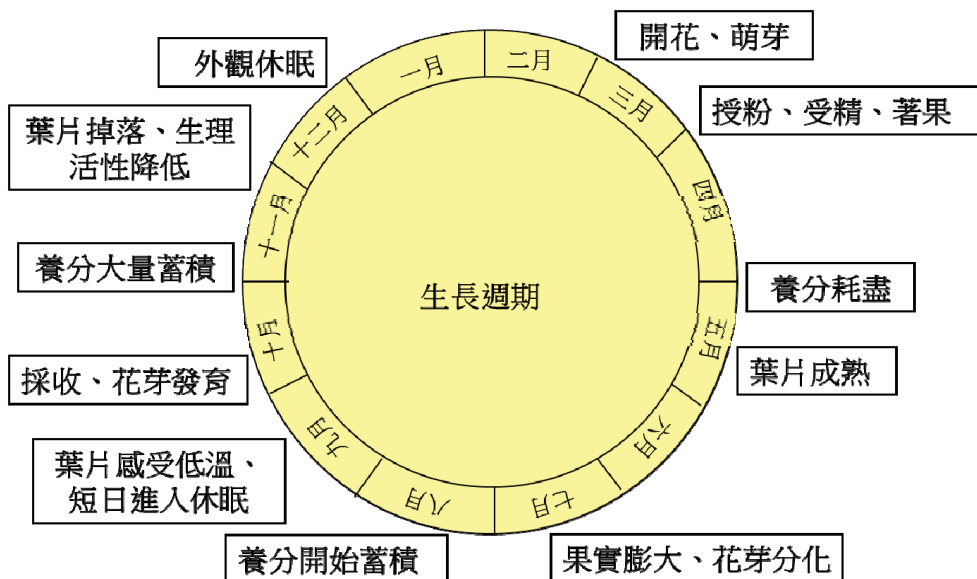 開花、萌芽
外觀休眠
一月
二月
三月
授粉、受精、著果
葉片掉落、生理
活性降低
十二月
四月
十一月
養分大量蓄積
生長週期
養分耗盡
十月
五月
採收、花芽發育
葉片成熟
九月
六月
葉片感受低溫、
短日進入休眠
八月
七月
養分開始蓄積
果實膨大、花芽分化